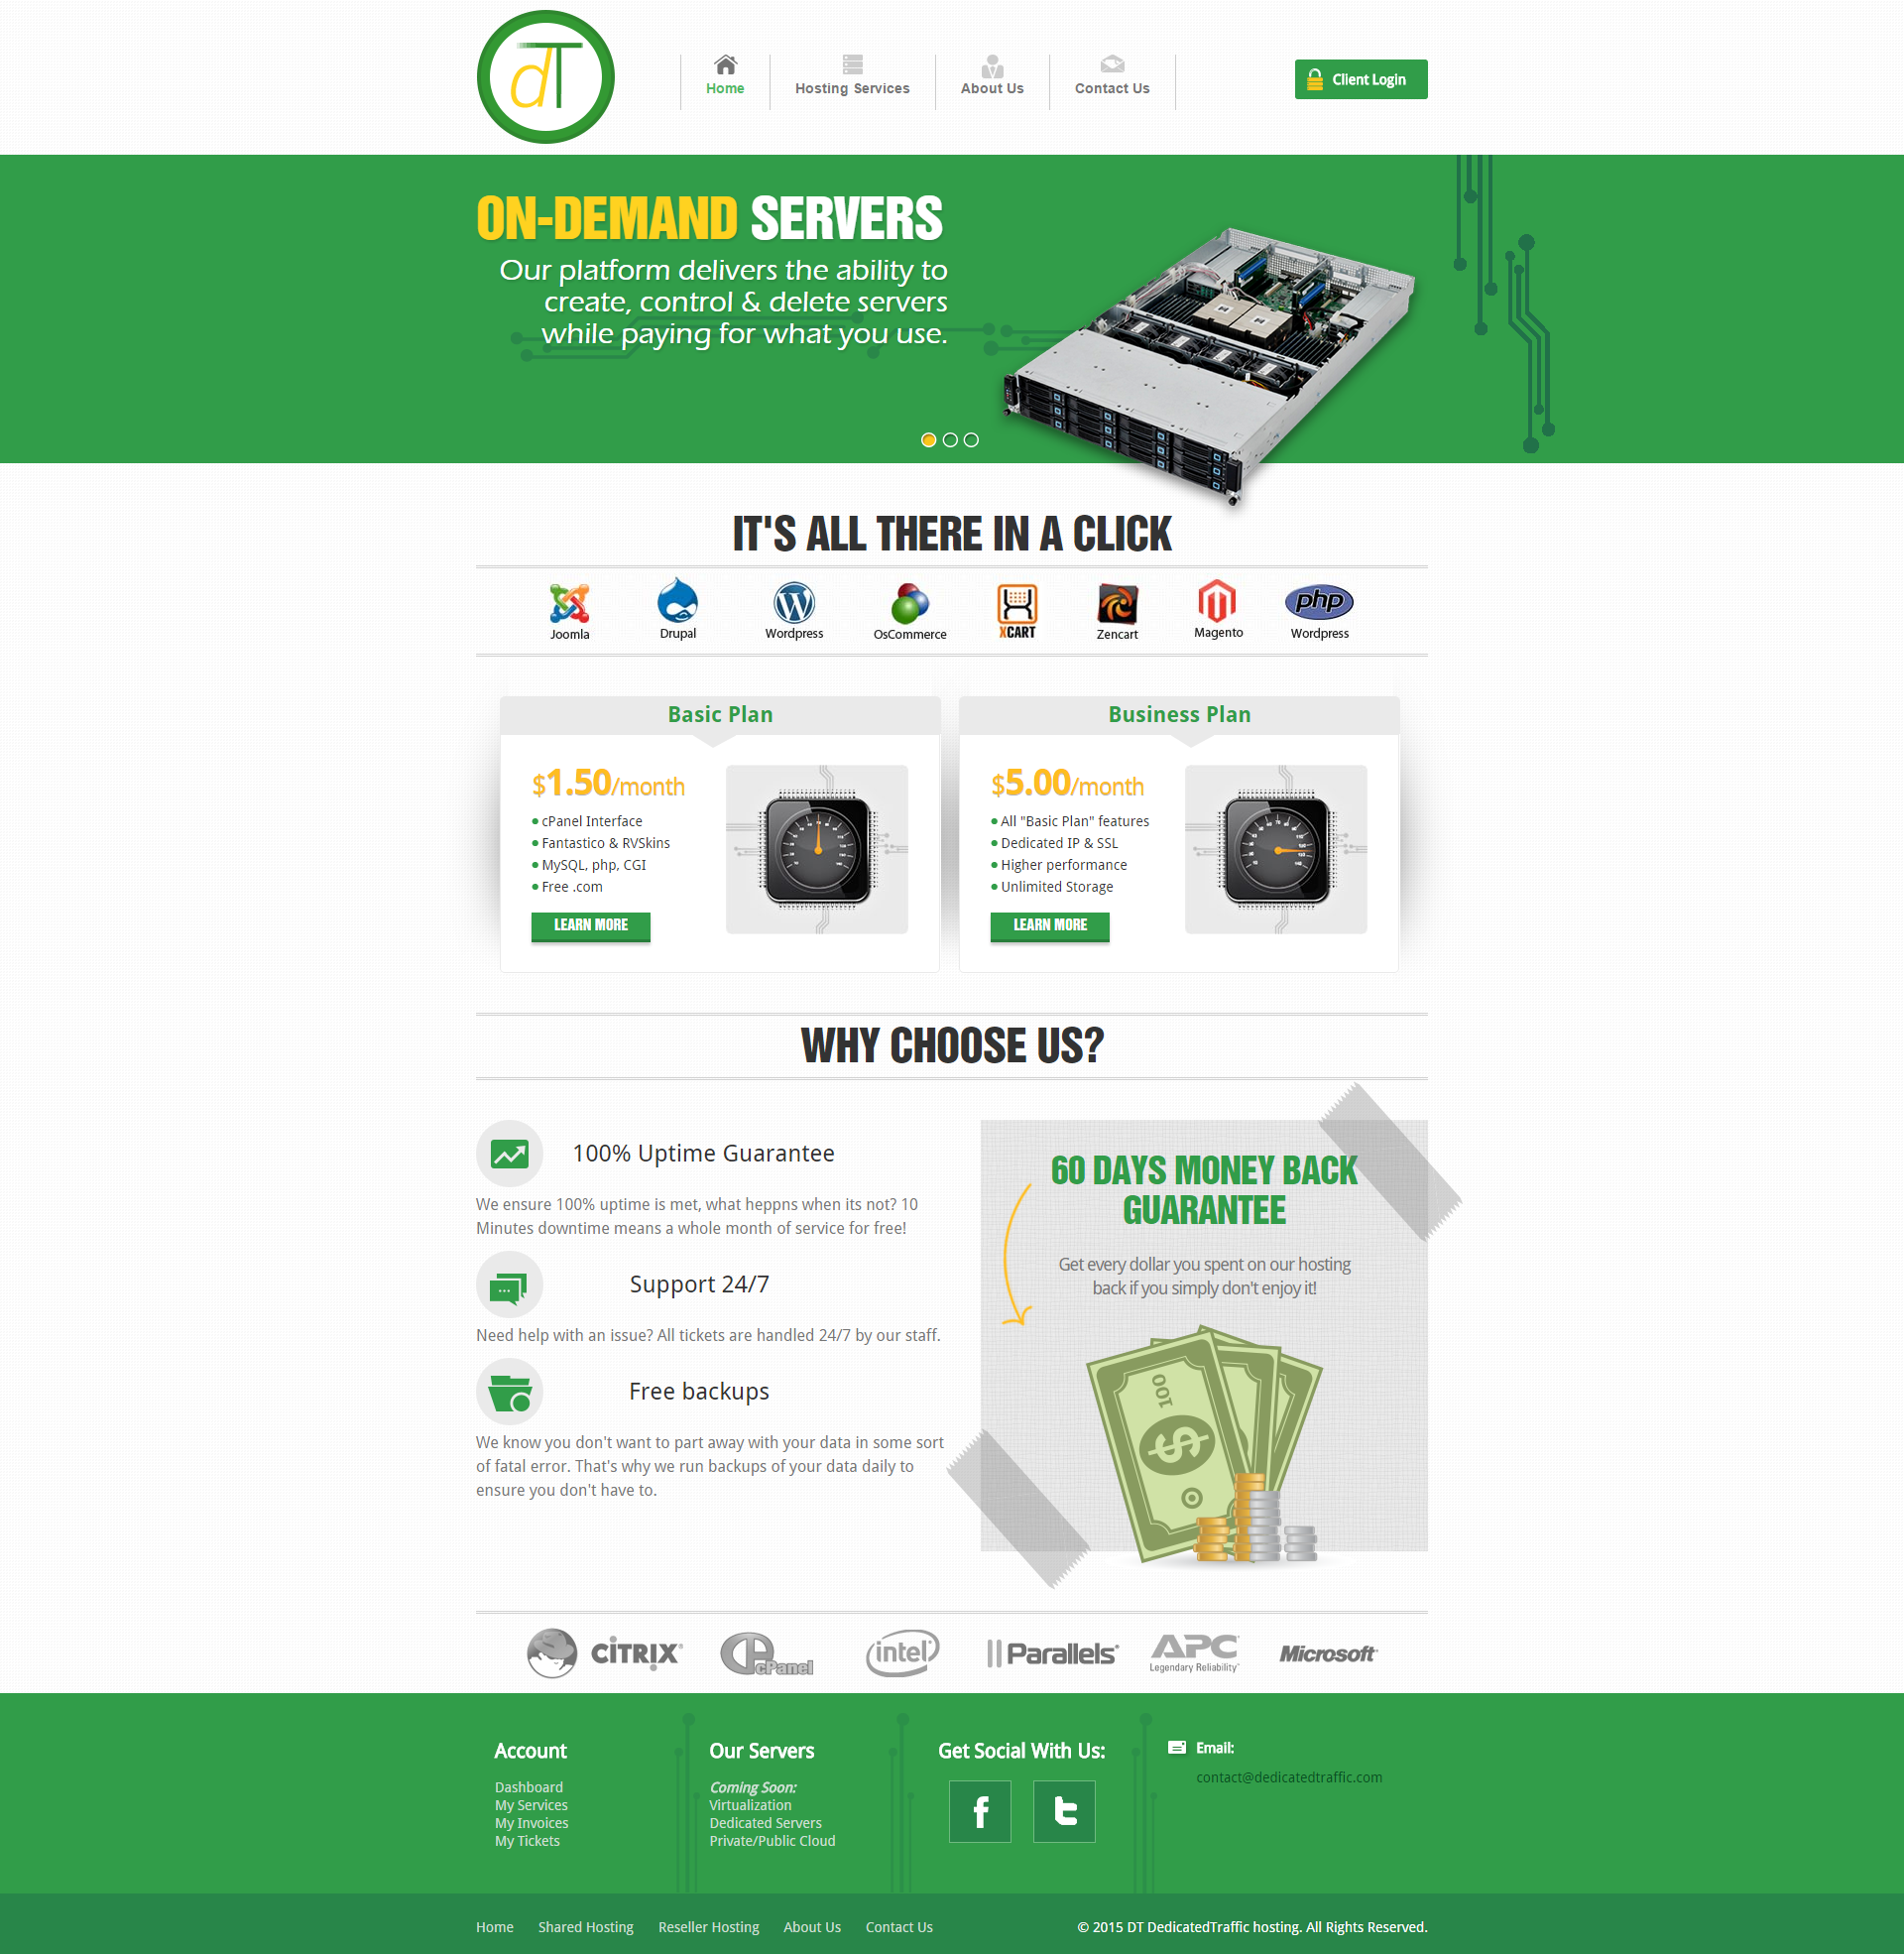 dT
Home
Hosting Services
About Us
Contact Us
Client Login
ON-DEMAND SERVERS
Our platform delivers the ability to
create, control & delete servers
while paying for what you use.
IT'S ALL THERE IN A CLICK
Joomla
Drupal
Wordpress
OsCommerce
XCART
Zencart
Magento
php
Wordpress
Basic Plan
$1.50/month
cPanel Interface
Fantastico & RVSkins
MySQL, php, CGI
Free .com
LEARN MORE
Business Plan
$5.00/month
All "Basic Plan" features
Dedicated IP & SSL
Higher performance
Unlimited Storage
LEARN MORE
WHY CHOOSE US?
100% Uptime Guarantee
We ensure 100% uptime is met, what heppns when its not? 10
Minutes downtime means a whole month of service for free!
Support 24/7
Need help with an issue? All tickets are handled 24/7 by our staff.
Free backups
We know you don't want to part away with your data in some sort
of fatal error. That's why we run backups of your data daily to
ensure you don't have to.
60 DAYS MONEY BACK
GUARANTEE
Get every dollar you spent on our hosting
back if you simply don't enjoy it!
100
$
CİTRIX
cPanel
intel
Parallels
APC
Legendary Reliability
Microsoft
Account
Dashboard
My Services
My Invoices
My Tickets
Our Servers
Coming Soon:
Virtualization
Dedicated Servers
Private/Public Cloud
Get Social With Us:
f
t
Email:
contact@dedicatedtraffic.com
Home
Shared Hosting
Reseller Hosting
About Us
Contact Us
© 2015 DT DedicatedTraffic hosting. All Rights Reserved.